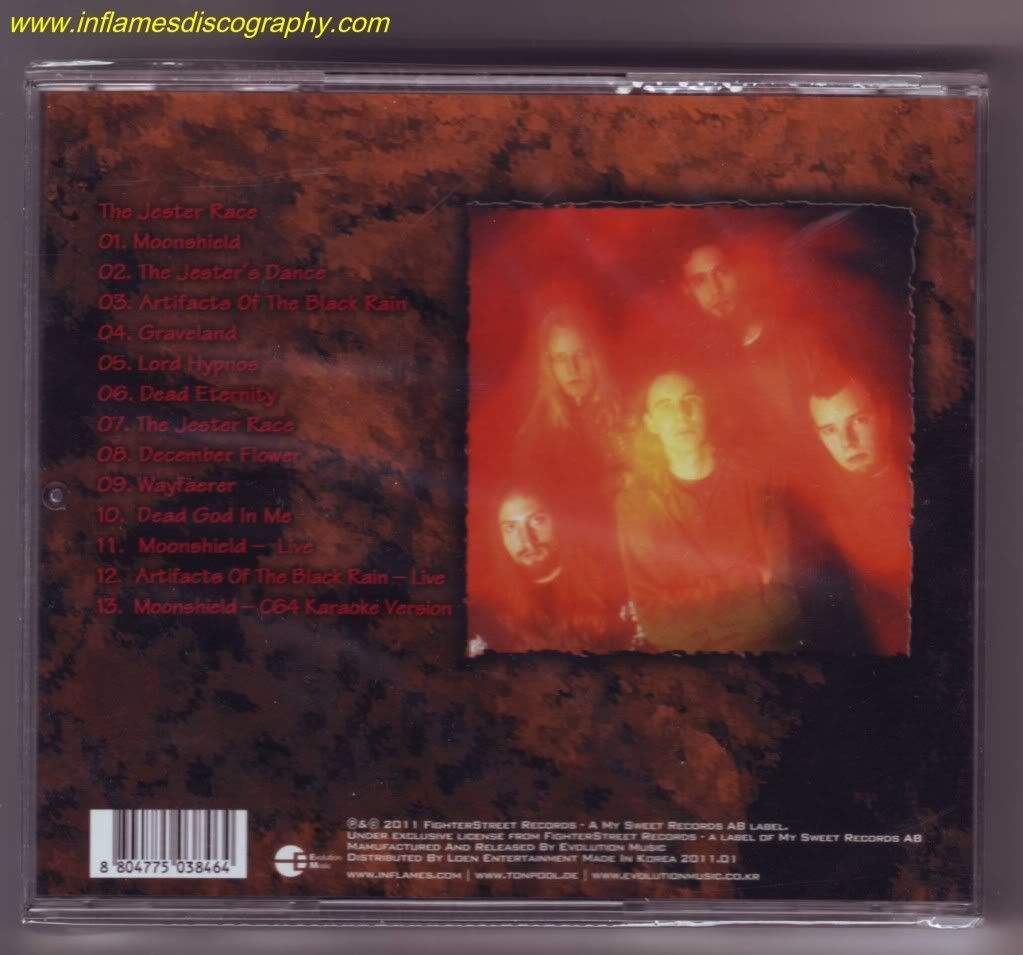 www.inflamesdiscography.com
The Jester Race
01. Moonshield
02. The Jester's Dance
03. Artifacts Of The Black Rain
04. Graveland
05. Lord Hypnos
06. Dead Eternity
07. The Jester Race
08. December Flower
09. Wayfaerer
10. Dead God In Me
11. Moonshield – Live
12. Artifacts Of The Black Rain – Live
13. Moonshield – C64 Karaoke Version
℗&© 2011 FighterStreet Records - A My Sweet Records AB label.
Under exclusive license from FighterStreet Records - a label of My Sweet Records AB
Manufactured And Released By Evolution Music
Distributed By Loen Entertainment Made In Korea 2011.01
www.inflames.com | www.tonpool.de | www.evolutionmusic.co.kr
Evolution
Music
8 804775 038464